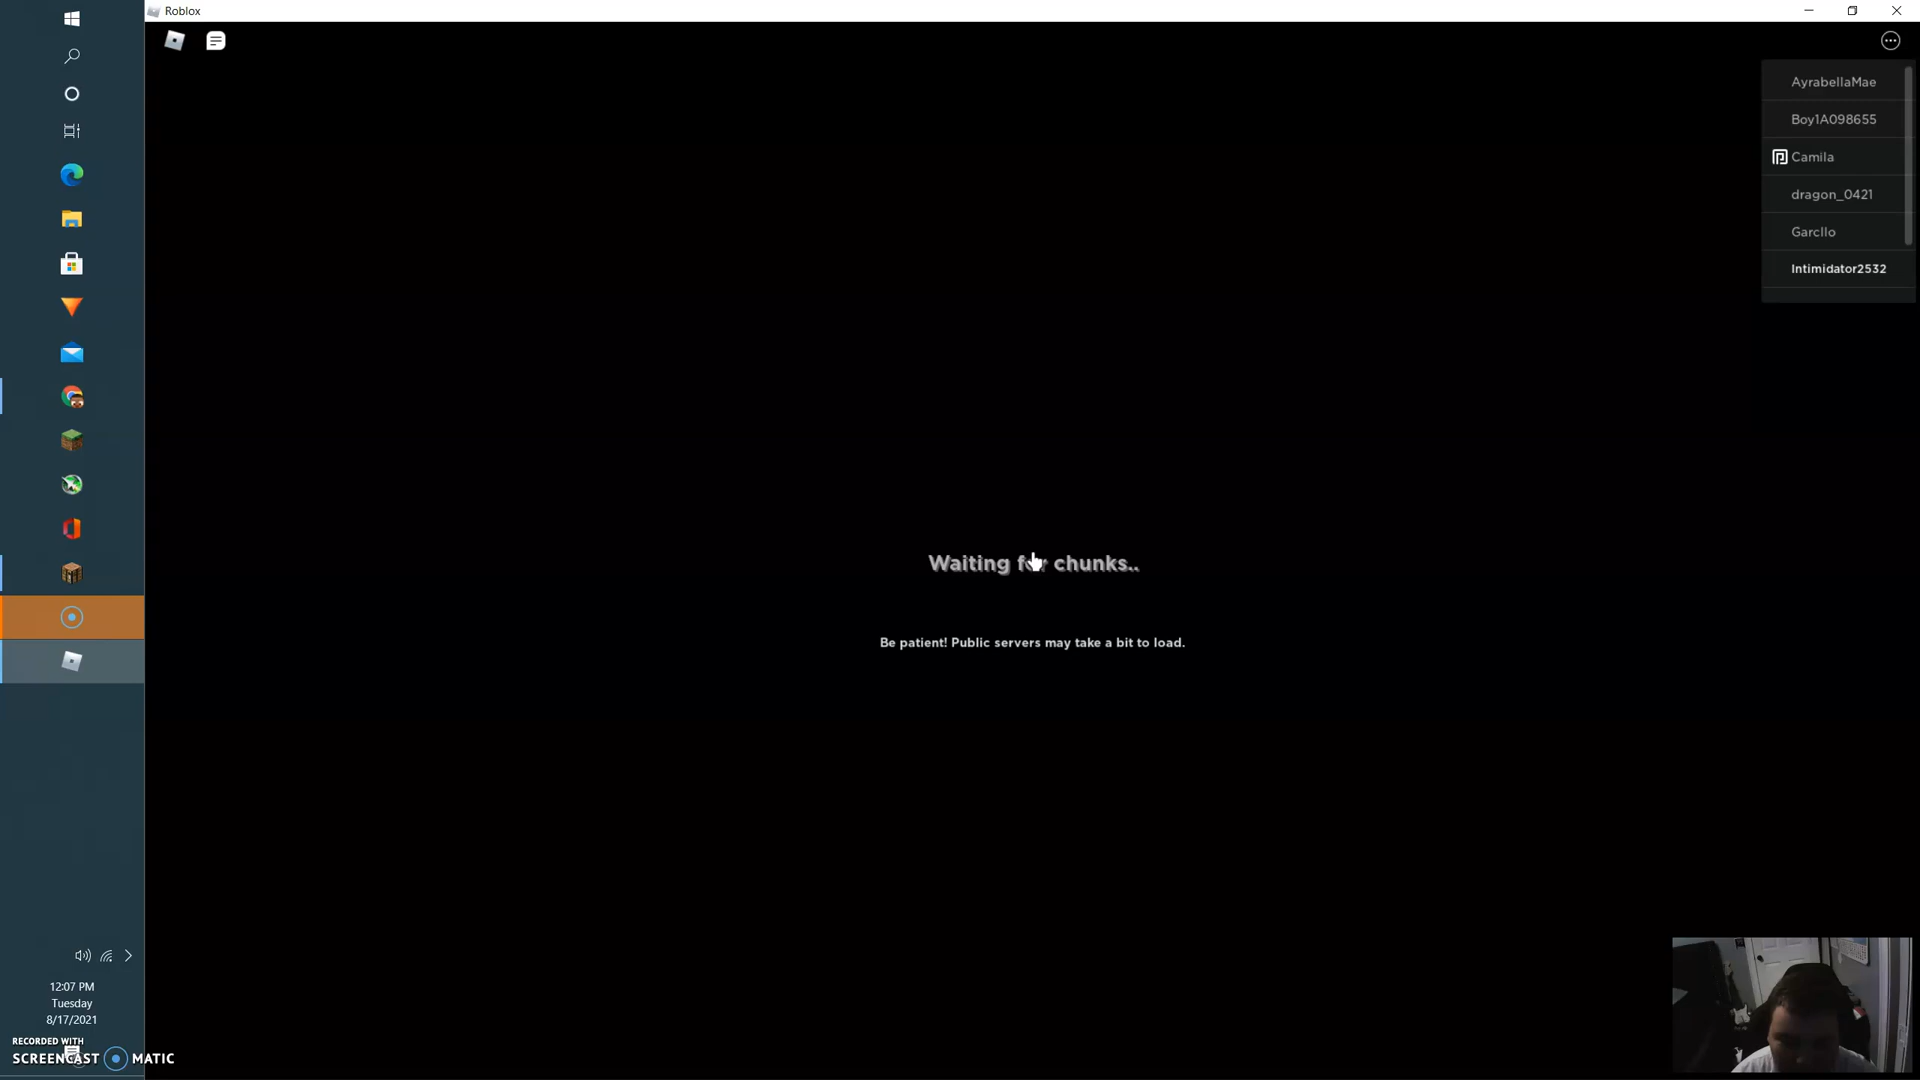 Roblox
AyrabellaMae
Boy1A098655
Camila
dragon_0421
Garcllo
Intimidator2532
Waiting for chunks..
Be patient! Public servers may take a bit to load.
12:07 PM
Tuesday
8/17/2021
RECORDED WITH
SCREENCAST MATIC